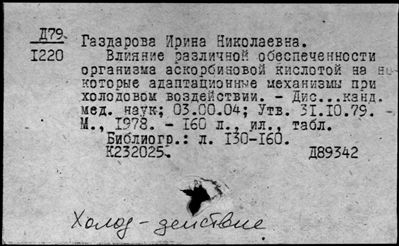 Д79
1220
Газдарова Ирина Николаевна.
Влияние различной обеспеченности
организма аскорбиновой кислотой на не
которые адаптационные механизмы при
холодовом воздействии. - Дис...канд.
мед. наук; 03.00.04; Утв. 31.10.79. -
М., 1978. - 160 л., ил., табл.
Библиогр.: л. 130-160.
К232025. Д89342
Холод-действие